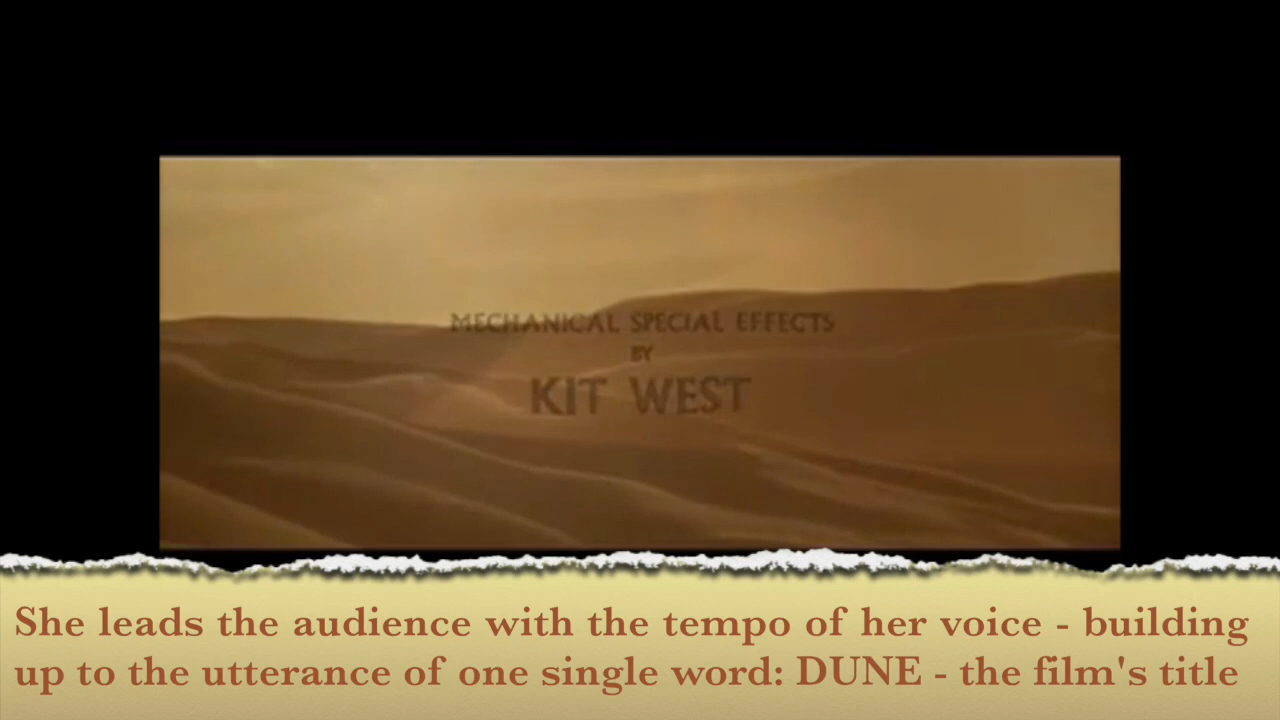 MECHANICAL SPECIAL EFFECTS
BY
KIT WEST
She leads the audience with the tempo of her voice - building
up to the utterance of one single word: DUNE - the film's title